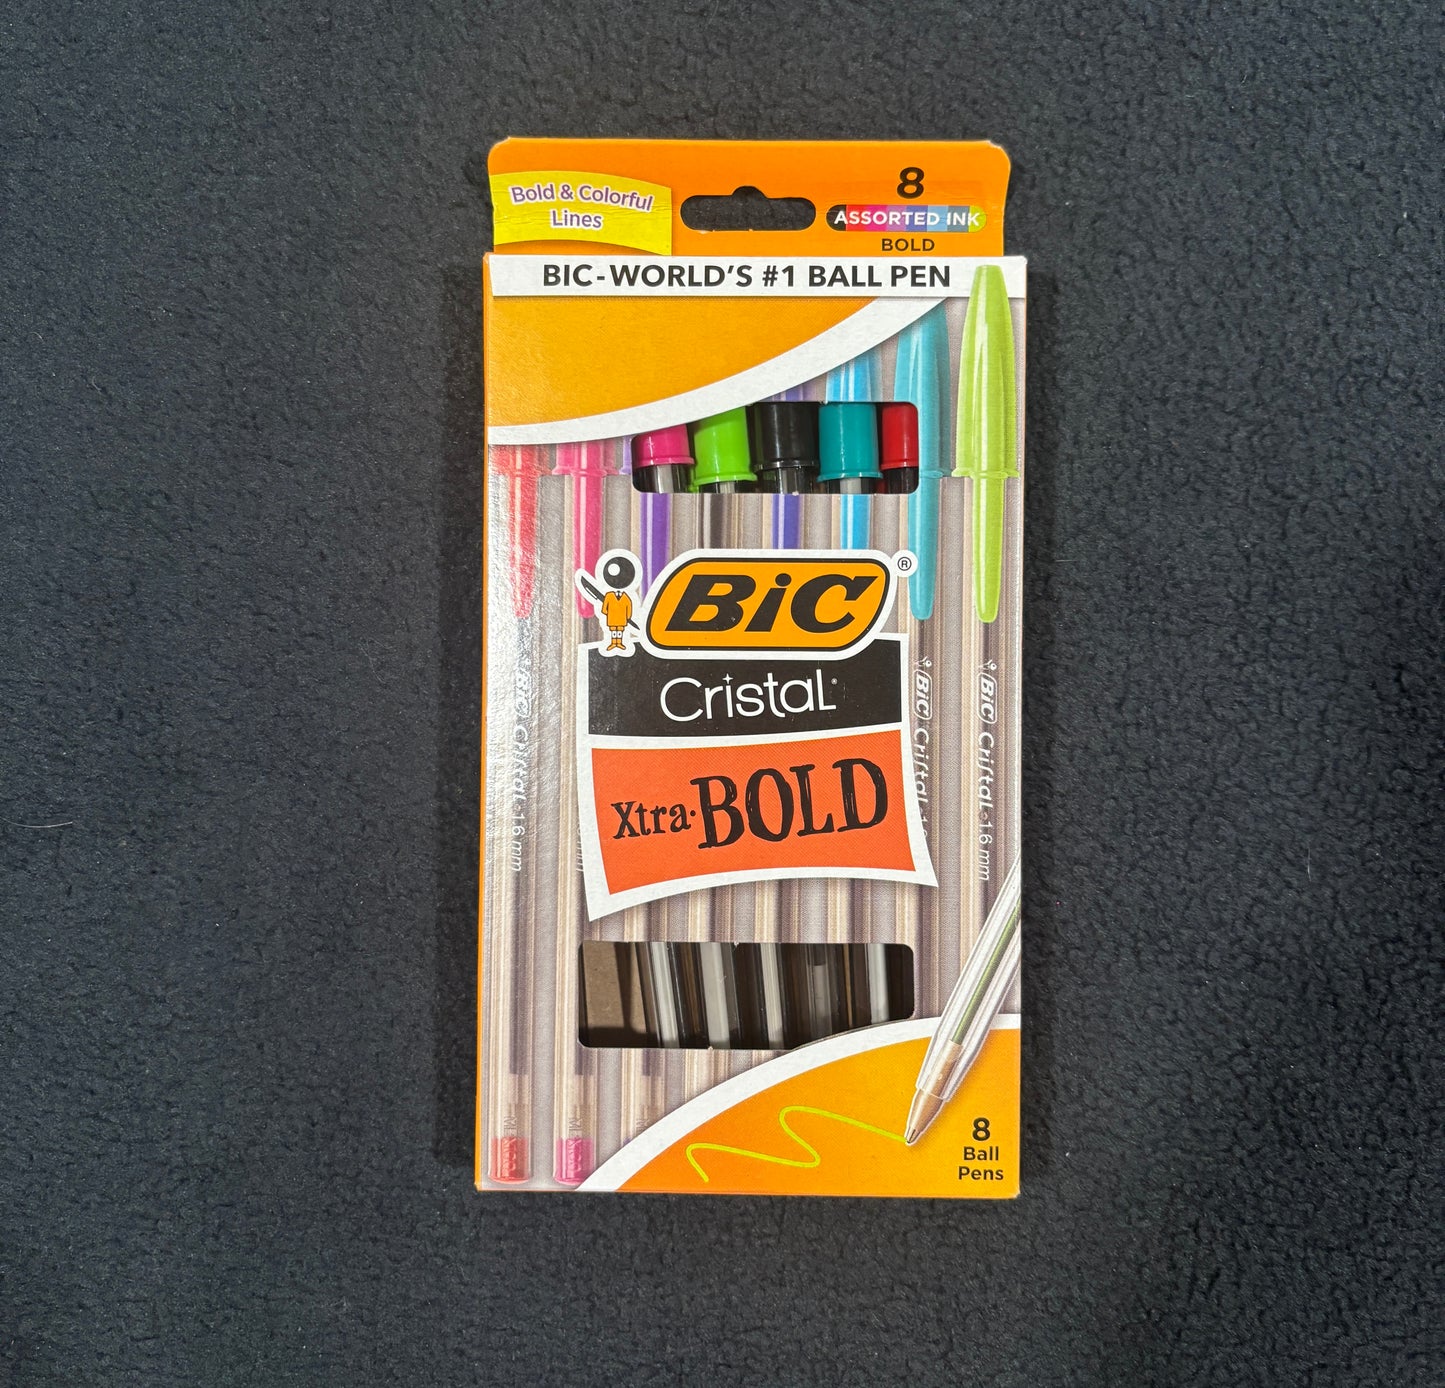 Bold & Colorful
Lines
8
ASSORTED INK
BOLD
BIC-WORLD'S #1 BALL PEN
BiC®
Cristal®
Xtra·BOLD
BiC Cristal 1.6 mm
BiC Cristal
BiC Cristal 1.6 mm
8
Ball
Pens